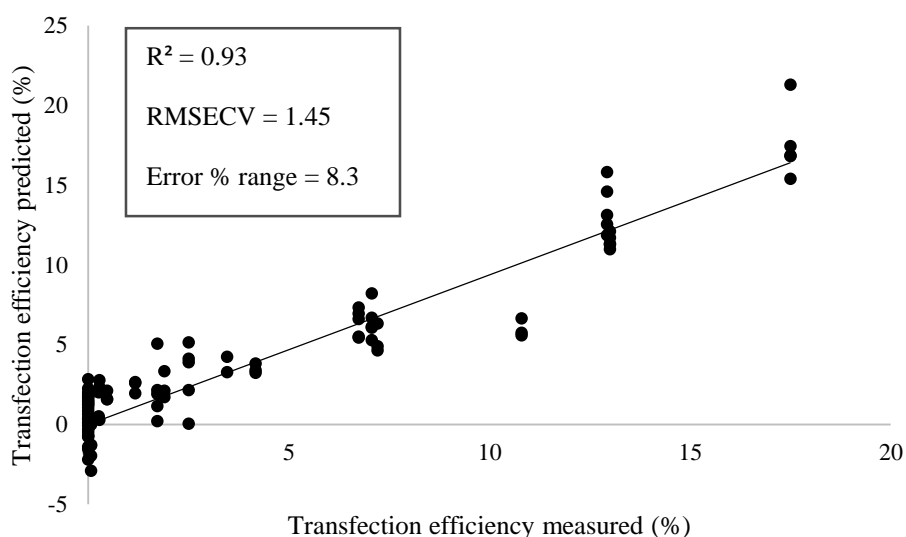 Transfection efficiency predicted (%)
25
20
15
10
5
0
-5
R² = 0.93
RMSECV = 1.45
Error % range = 8.3
5
10
15
20
Transfection efficiency measured (%)